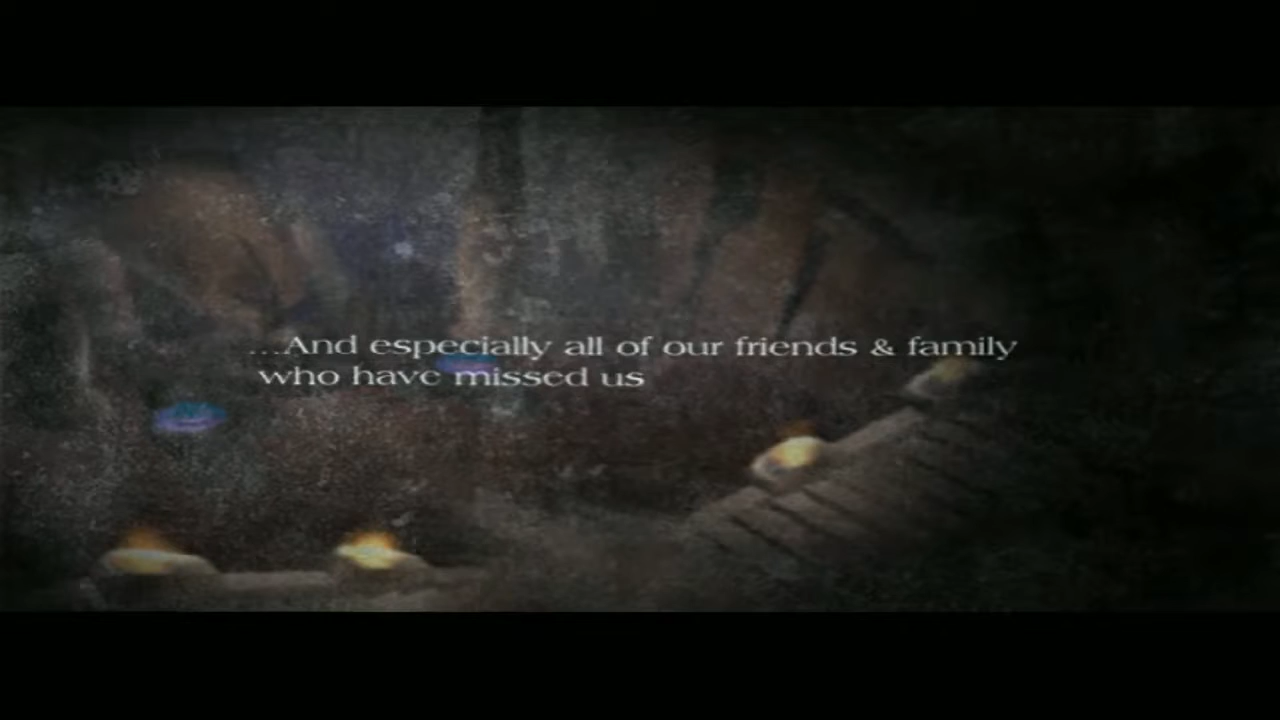 ...And especially all of our friends & family
who have missed us